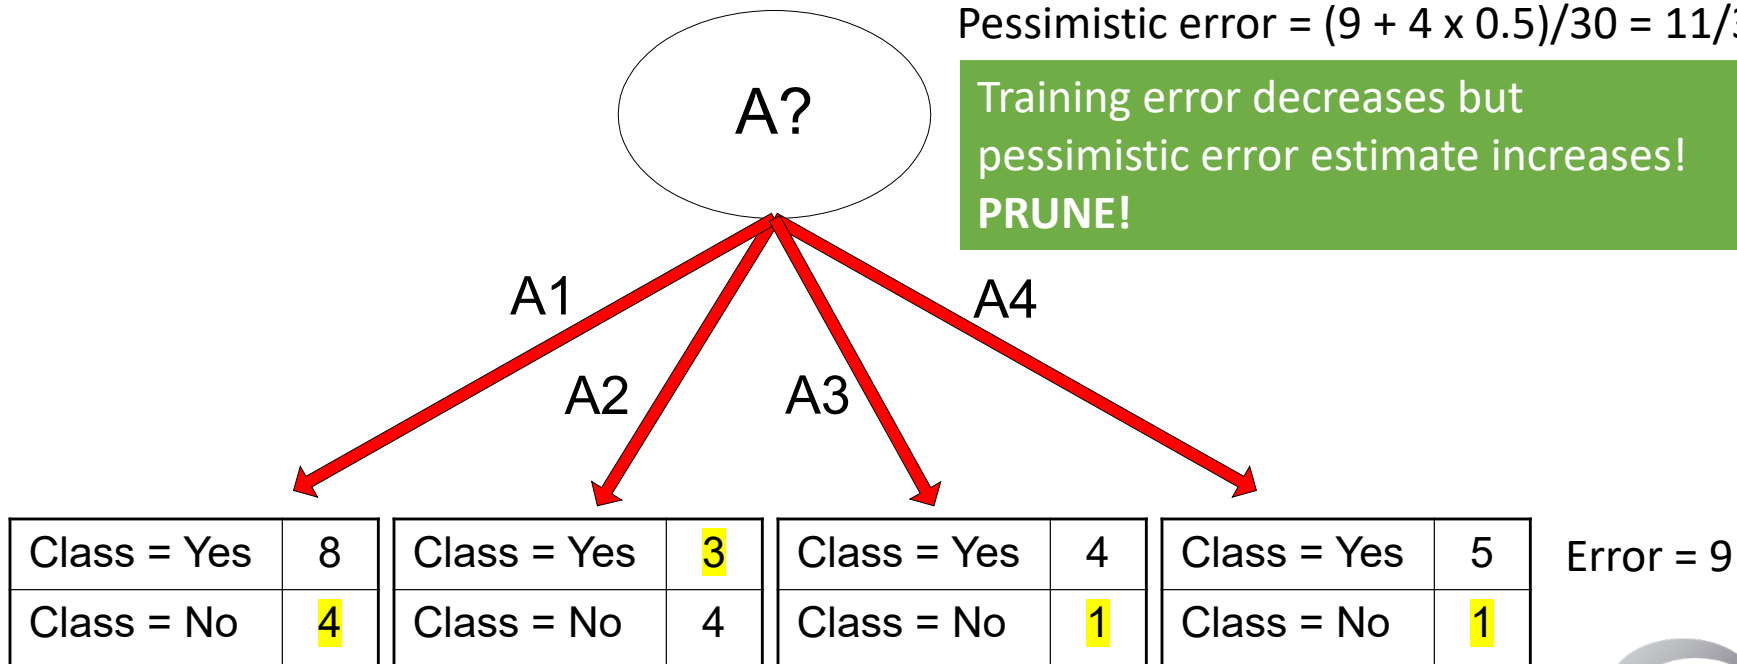 Pessimistic error = (9 + 4 x 0.5)/30 = 11/3
A?
Training error decreases but
pessimistic error estimate increases!
PRUNE!
A1
A2
A3
A4
Class = Yes 8 Class = Yes 3 Class = Yes 4 Class = Yes 5 Error = 9
Class = No 4 Class = No 4 Class = No 1 Class = No 1